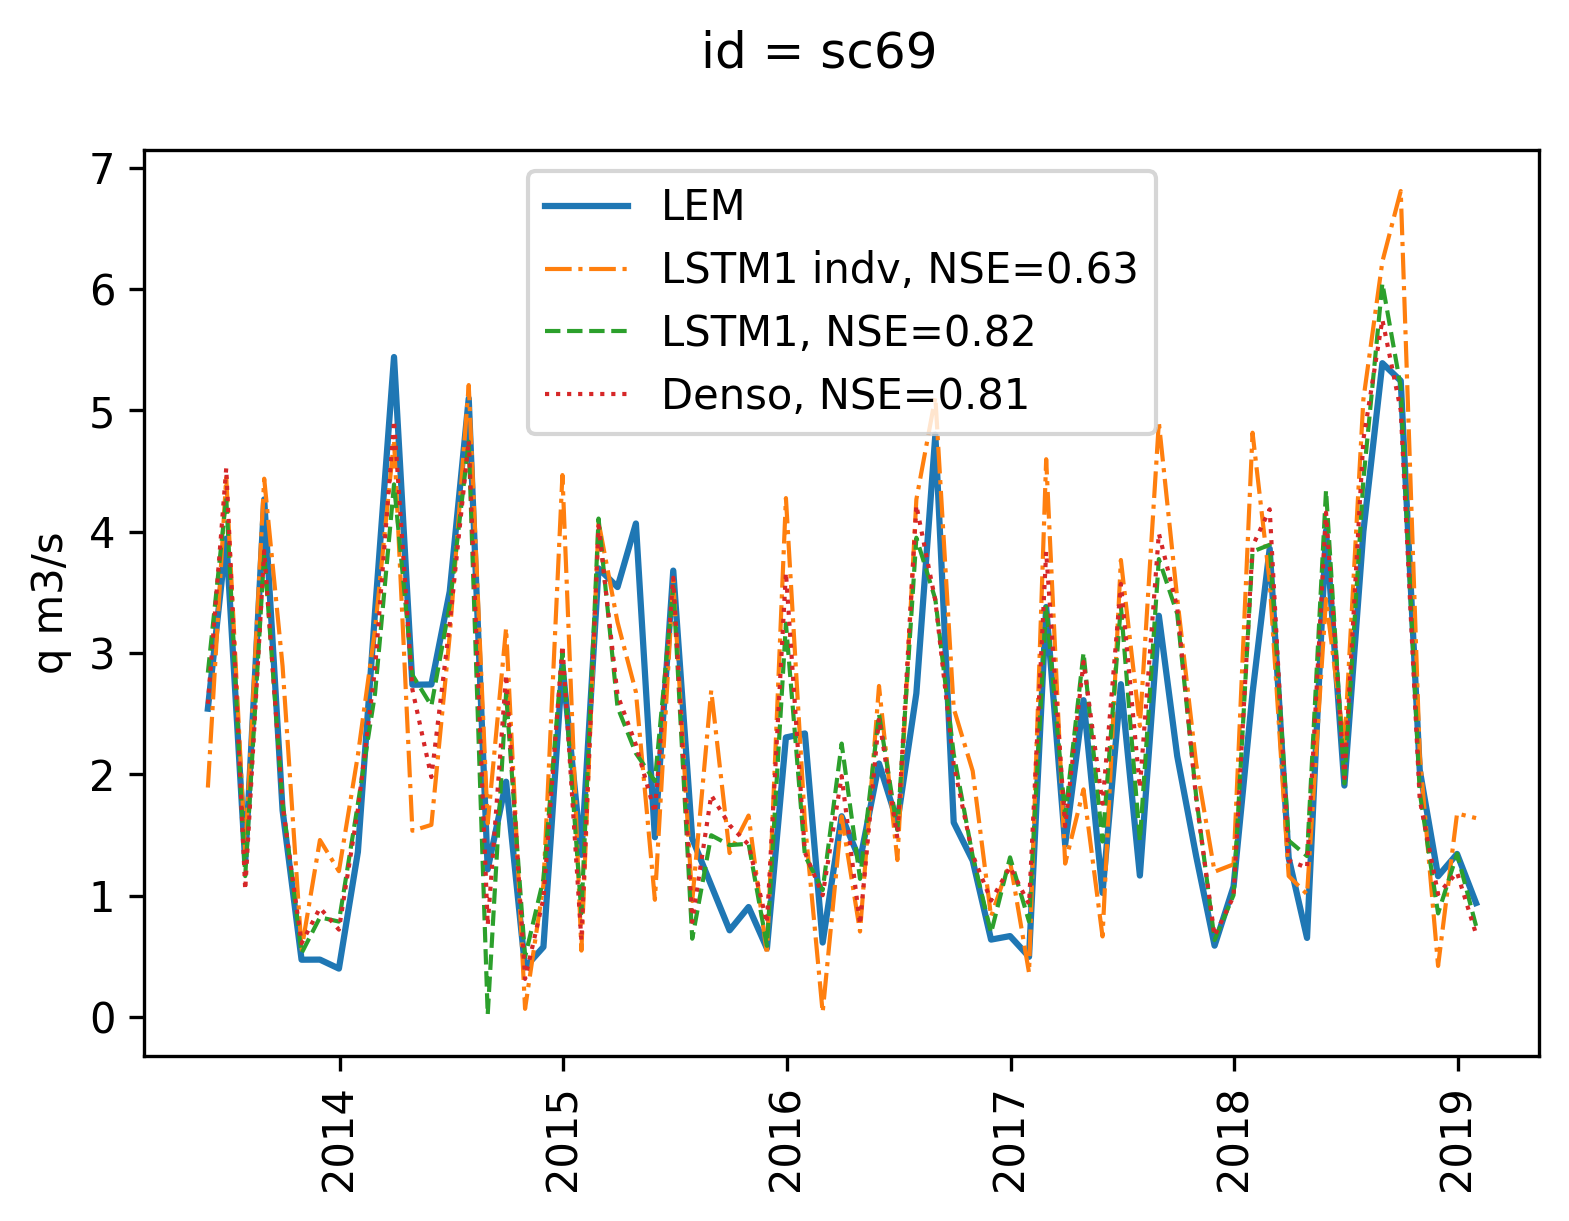 id = sc69
7
6
5
4
3
2
1
0
q m3/s
LEM
LSTM1 indv, NSE=0.63
LSTM1, NSE=0.82
Denso, NSE=0.81
2014
2015
2016
2017
2018
2019